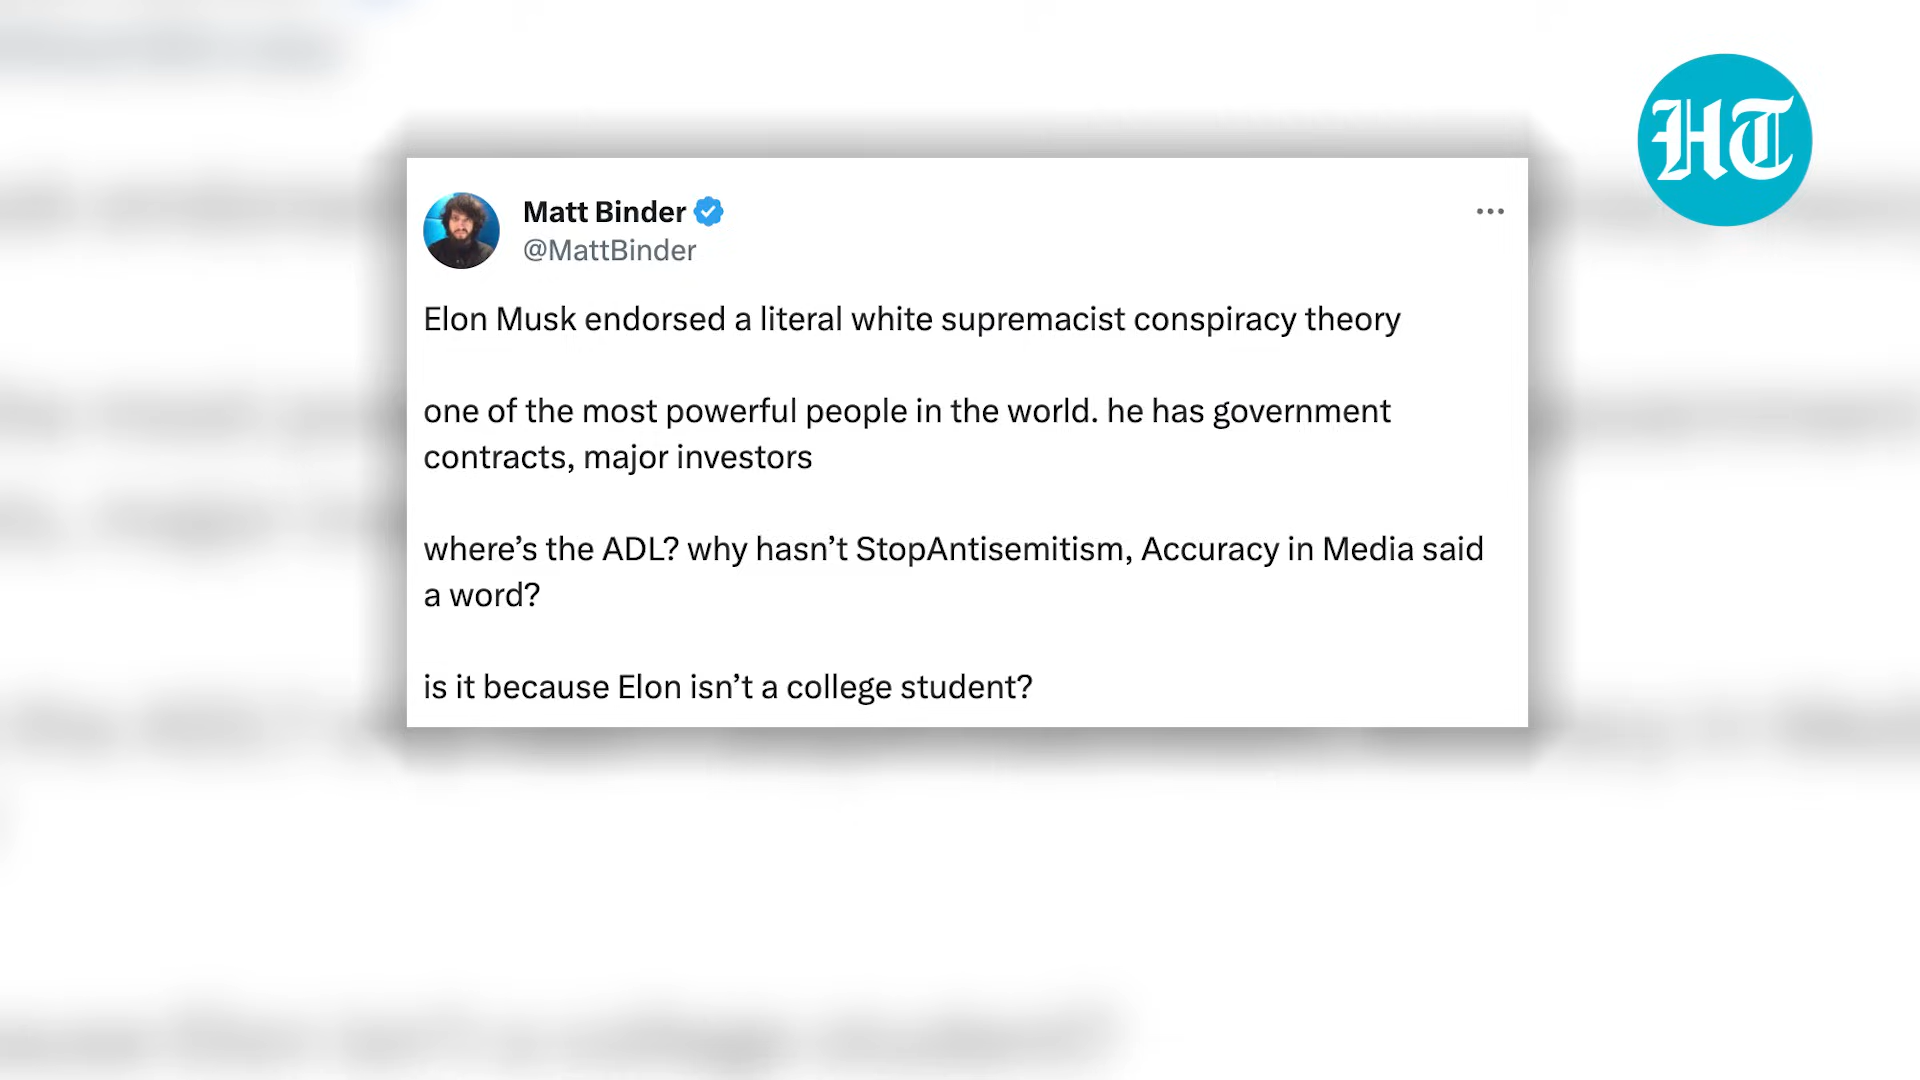 HT
Matt Binder
@MattBinder
Elon Musk endorsed a literal white supremacist conspiracy theory
one of the most powerful people in the world. he has government
contracts, major investors
where’s the ADL? why hasn’t StopAntisemitism, Accuracy in Media said
a word?
is it because Elon isn’t a college student?